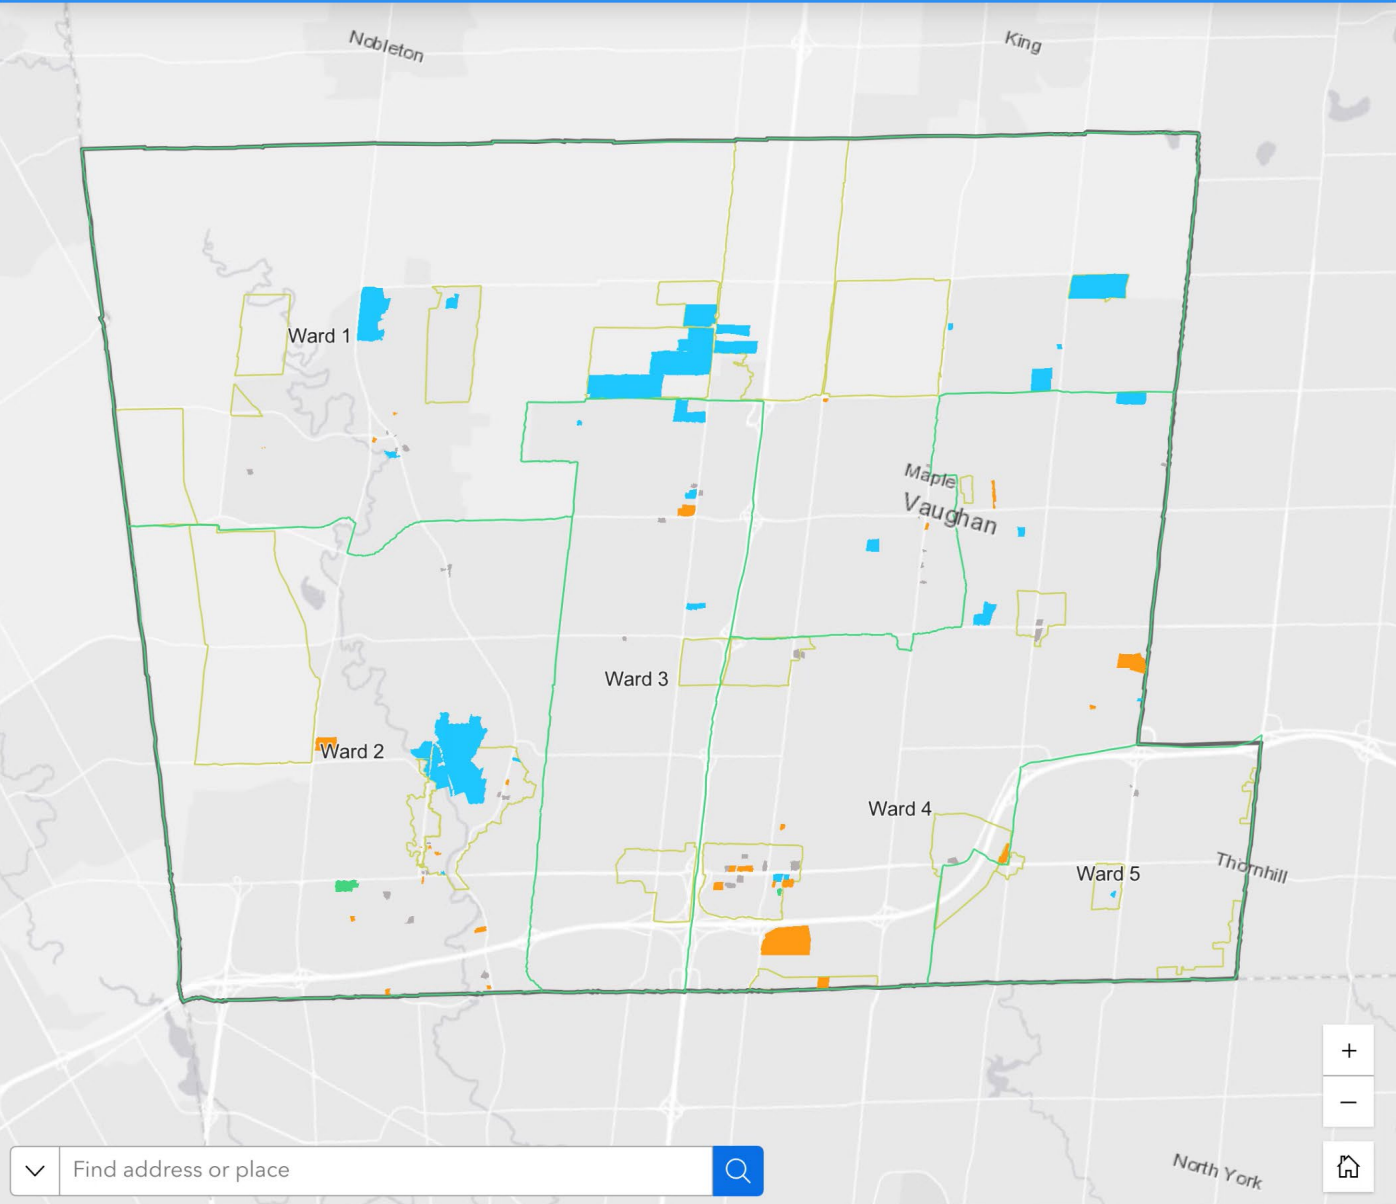 Nobleton
King
Ward 1
Maple
Vaughan
Ward 3
Ward 2
Ward 4
Thornhill
Ward 5
Find address or place
North York